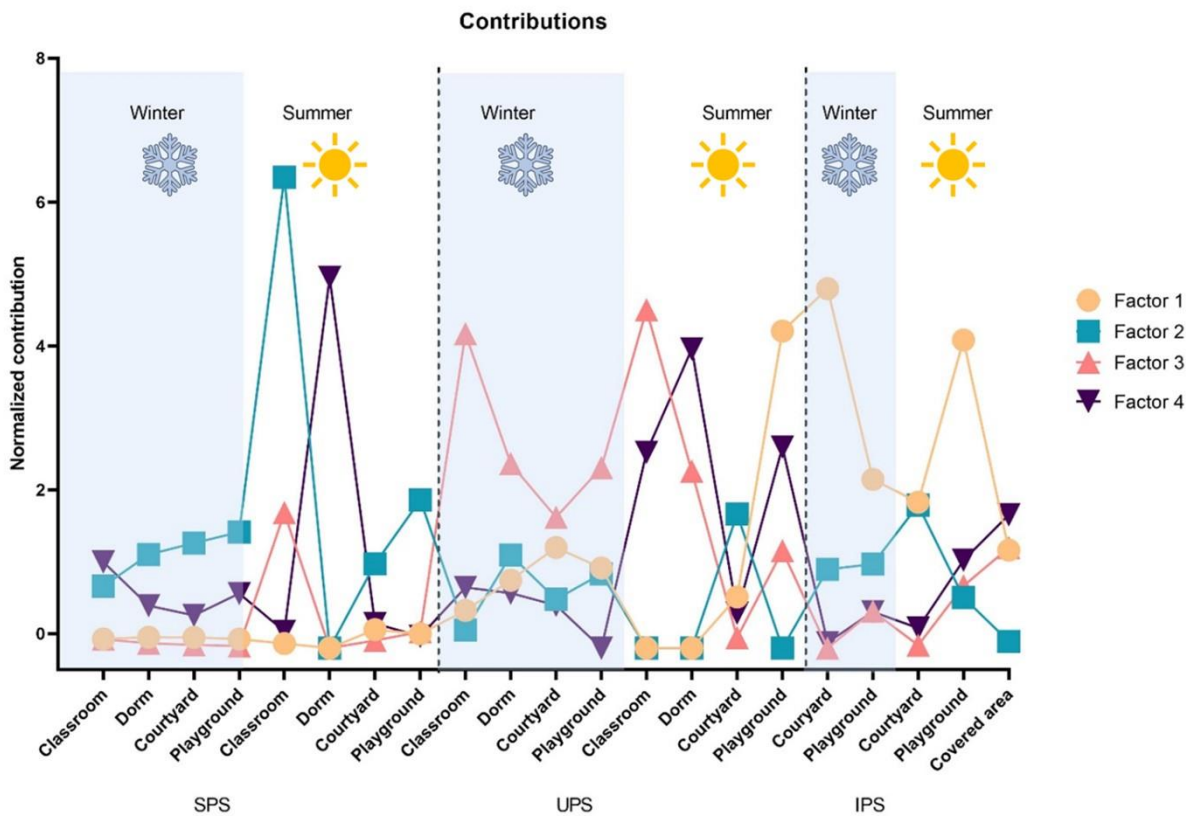 Contributions
8
6
4
2
0
Normalized contribution
Winter
Summer
Winter
Summer
Winter
Summer
Factor 1
Factor 2
Factor 3
Factor 4
Classroom
Dorm
Courtyard
Playground
Classroom
Dorm
Courtyard
Playground
Classroom
Dorm
Courtyard
Playground
Classroom
Dorm
Courtyard
Playground
Courtyard
Playground
Courtyard
Playground
Covered area
SPS
UPS
IPS